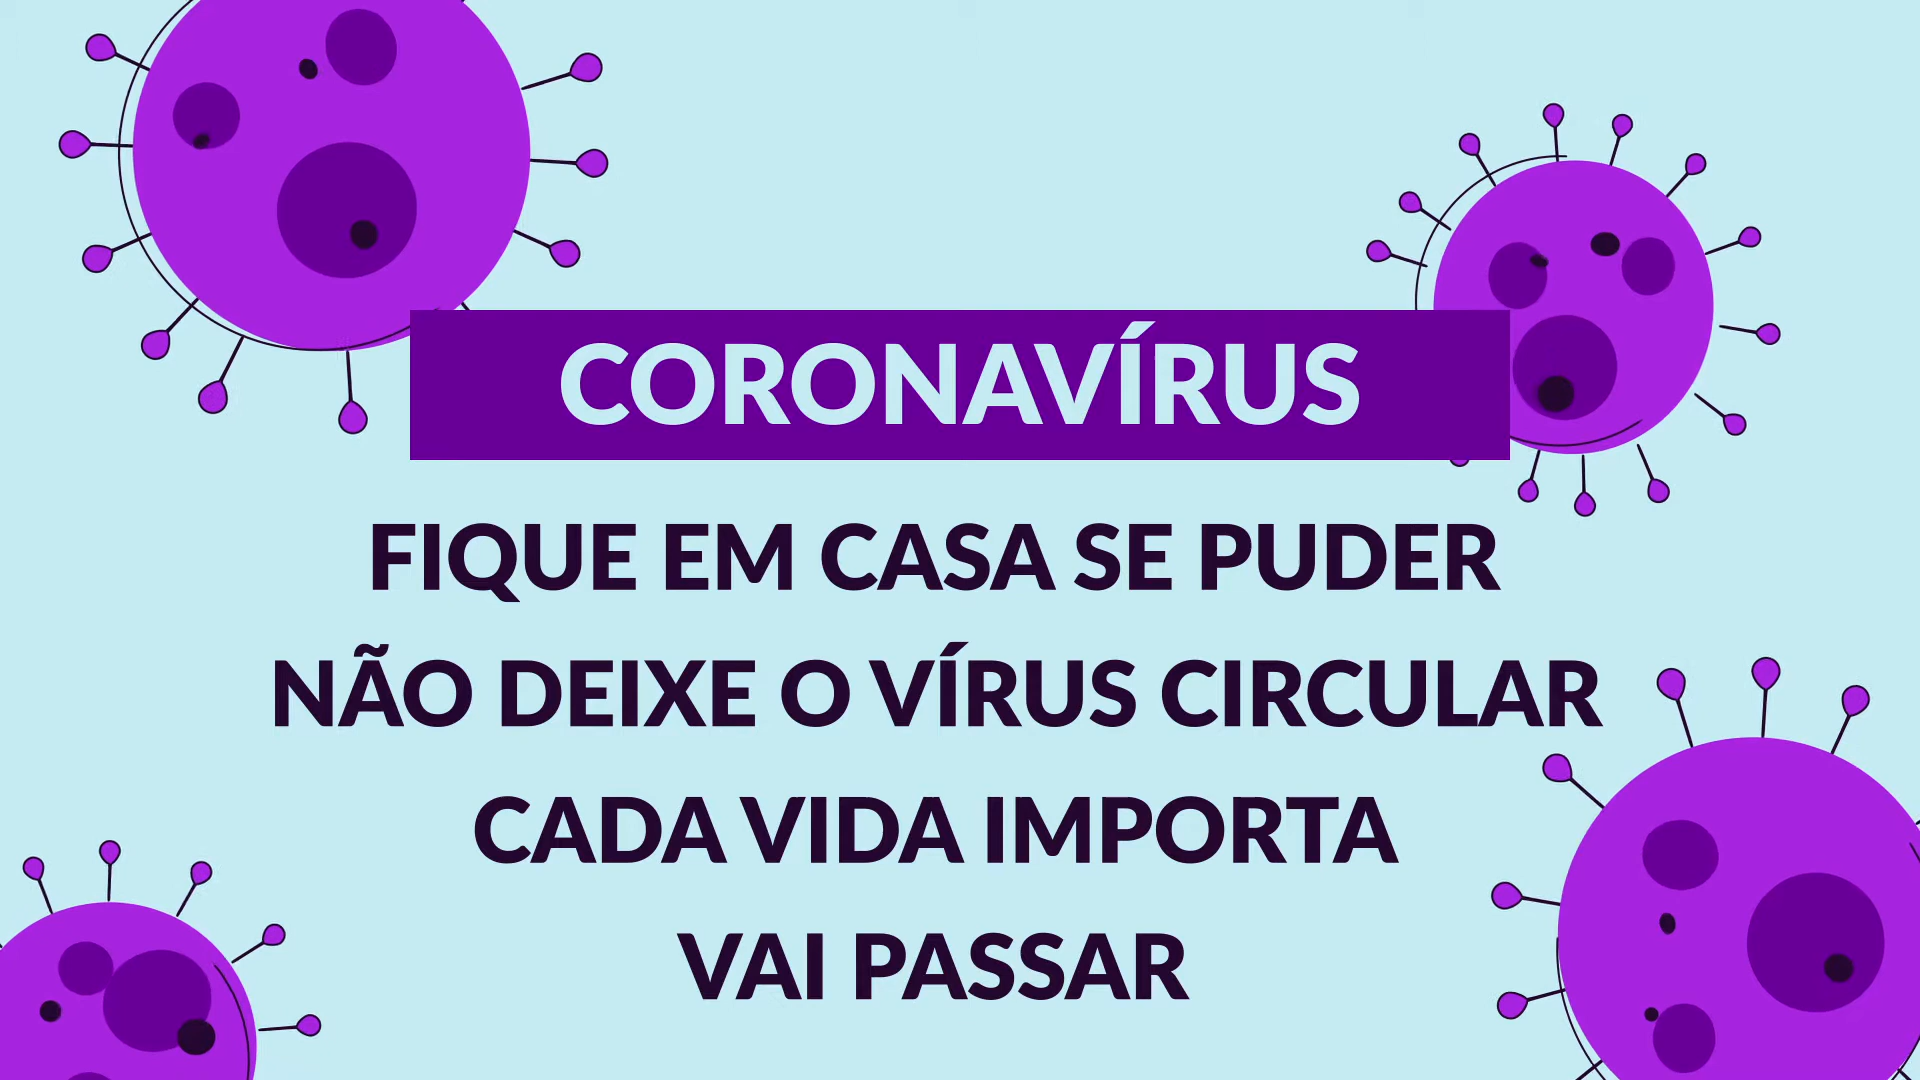 CORONAVÍRUS
FIQUE EM CASA SE PUDER
NÃO DEIXE O VÍRUS CIRCULAR
CADA VIDA IMPORTA
VAI PASSAR